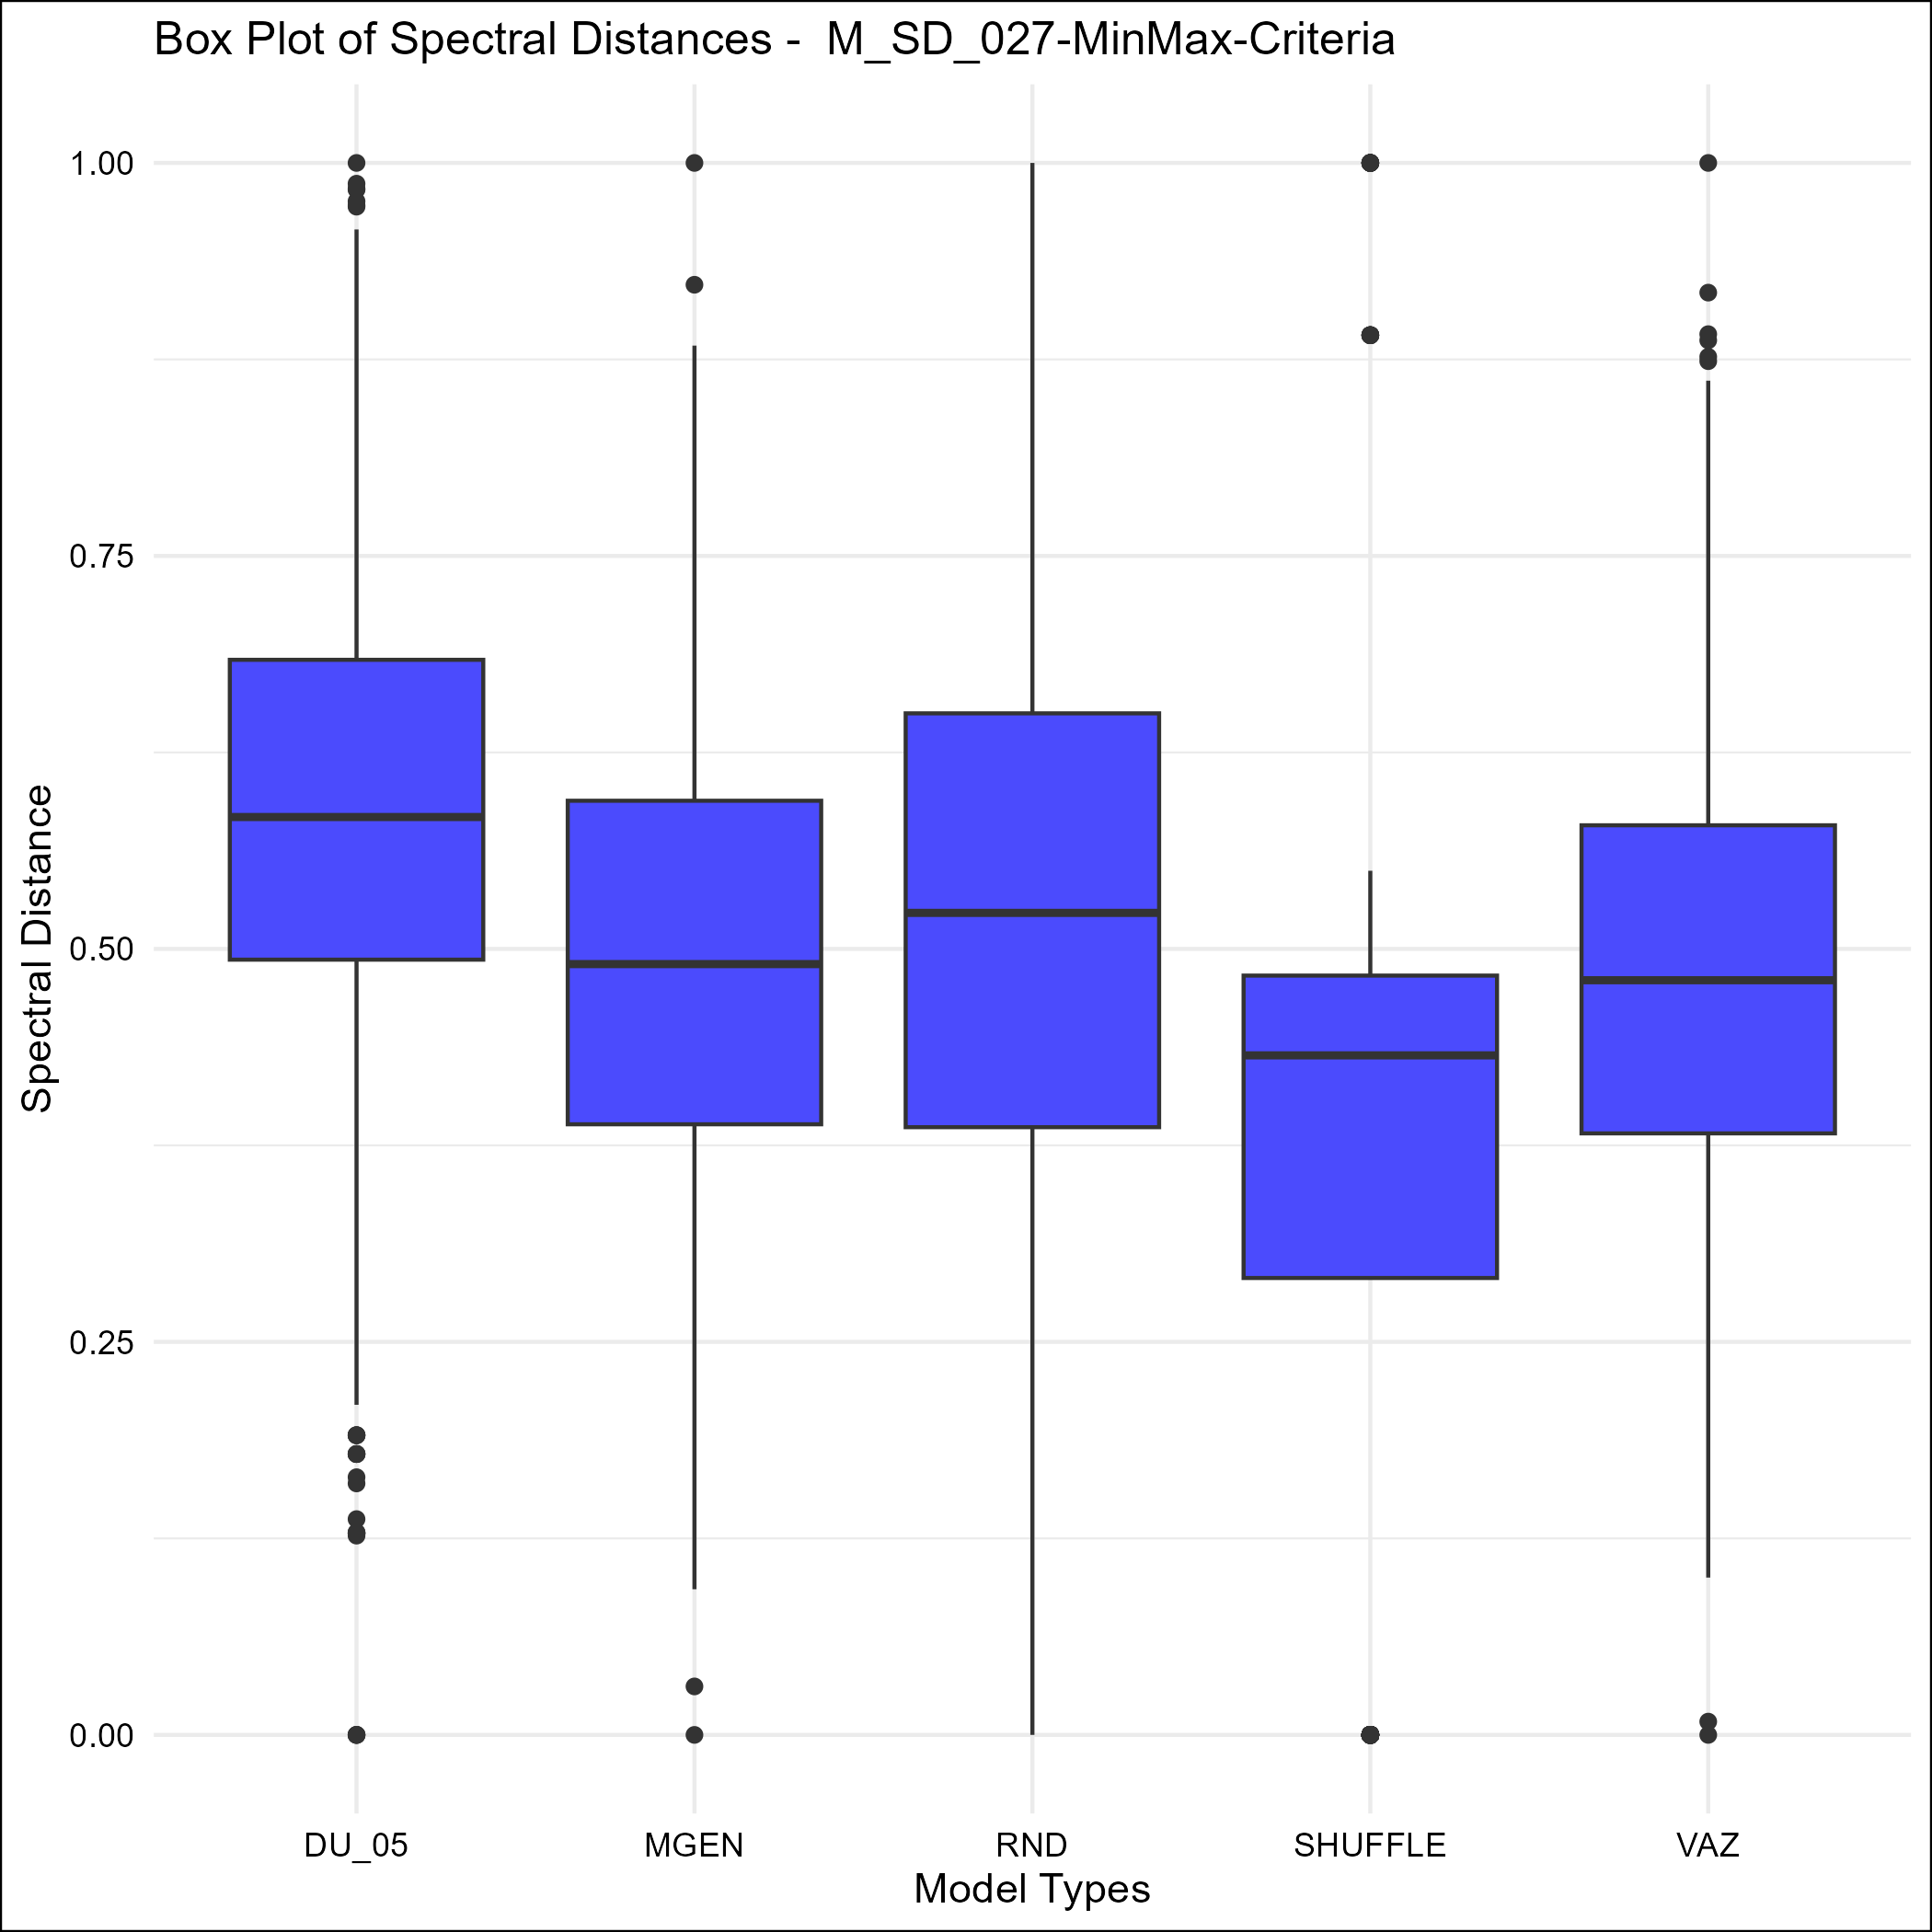 Box Plot of Spectral Distances -  M_SD_027-MinMax-Criteria
1.00
0.75
0.50
0.25
0.00
Spectral Distance
DU_05 MGEN RND SHUFFLE VAZ
Model Types